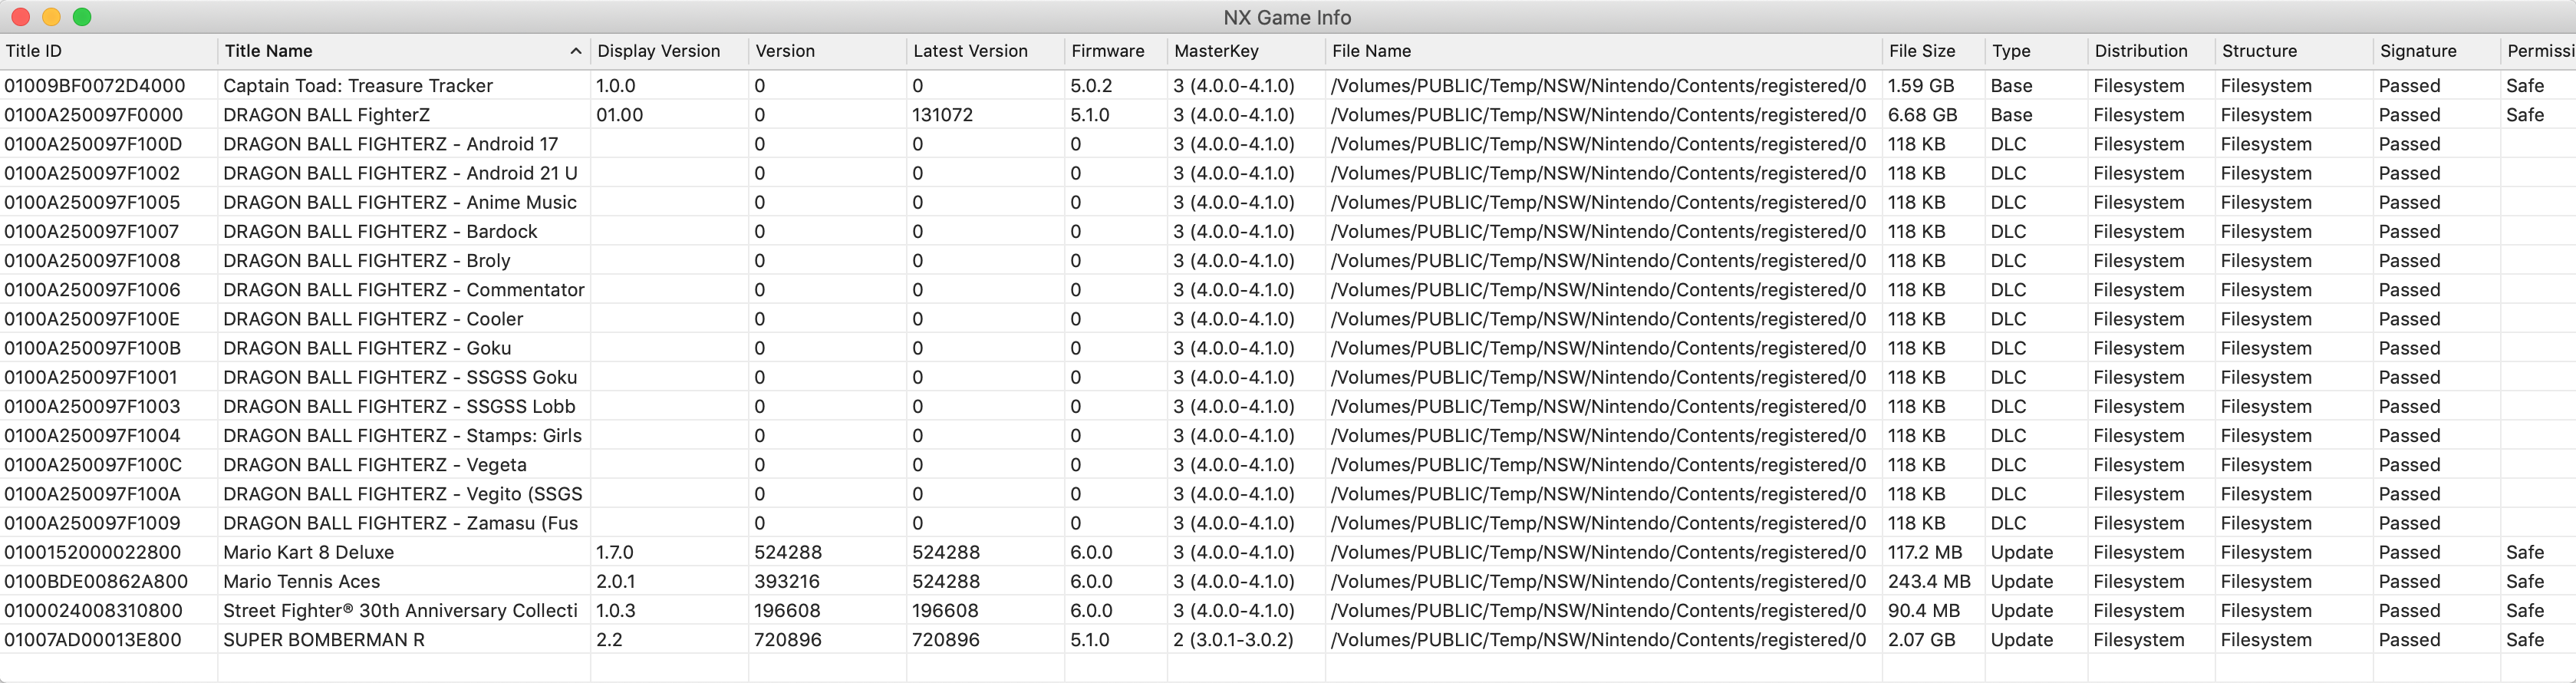 NX Game Info
Title ID Title Name Display Version Version Latest Version Firmware MasterKey File Name File Size Type Distribution Structure Signature Permissi
01009BF0072D4000 Captain Toad: Treasure Tracker 1.0.0 0 0 5.0.2 3 (4.0.0-4.1.0) /Volumes/PUBLIC/Temp/NSW/Nintendo/Contents/registered/0 1.59 GB Base Filesystem Filesystem Passed Safe
0100A250097F0000 DRAGON BALL FighterZ 01.00 0 131072 5.1.0 3 (4.0.0-4.1.0) /Volumes/PUBLIC/Temp/NSW/Nintendo/Contents/registered/0 6.68 GB Base Filesystem Filesystem Passed Safe
0100A250097F100D DRAGON BALL FIGHTERZ - Android 17 0 0 0 3 (4.0.0-4.1.0) /Volumes/PUBLIC/Temp/NSW/Nintendo/Contents/registered/0 118 KB DLC Filesystem Filesystem Passed
0100A250097F1002 DRAGON BALL FIGHTERZ - Android 21 U 0 0 0 3 (4.0.0-4.1.0) /Volumes/PUBLIC/Temp/NSW/Nintendo/Contents/registered/0 118 KB DLC Filesystem Filesystem Passed
0100A250097F1005 DRAGON BALL FIGHTERZ - Anime Music 0 0 0 3 (4.0.0-4.1.0) /Volumes/PUBLIC/Temp/NSW/Nintendo/Contents/registered/0 118 KB DLC Filesystem Filesystem Passed
0100A250097F1007 DRAGON BALL FIGHTERZ - Bardock 0 0 0 3 (4.0.0-4.1.0) /Volumes/PUBLIC/Temp/NSW/Nintendo/Contents/registered/0 118 KB DLC Filesystem Filesystem Passed
0100A250097F1008 DRAGON BALL FIGHTERZ - Broly 0 0 0 3 (4.0.0-4.1.0) /Volumes/PUBLIC/Temp/NSW/Nintendo/Contents/registered/0 118 KB DLC Filesystem Filesystem Passed
0100A250097F1006 DRAGON BALL FIGHTERZ - Commentator 0 0 0 3 (4.0.0-4.1.0) /Volumes/PUBLIC/Temp/NSW/Nintendo/Contents/registered/0 118 KB DLC Filesystem Filesystem Passed
0100A250097F100E DRAGON BALL FIGHTERZ - Cooler 0 0 0 3 (4.0.0-4.1.0) /Volumes/PUBLIC/Temp/NSW/Nintendo/Contents/registered/0 118 KB DLC Filesystem Filesystem Passed
0100A250097F100B DRAGON BALL FIGHTERZ - Goku 0 0 0 3 (4.0.0-4.1.0) /Volumes/PUBLIC/Temp/NSW/Nintendo/Contents/registered/0 118 KB DLC Filesystem Filesystem Passed
0100A250097F1001 DRAGON BALL FIGHTERZ - SSGSS Goku 0 0 0 3 (4.0.0-4.1.0) /Volumes/PUBLIC/Temp/NSW/Nintendo/Contents/registered/0 118 KB DLC Filesystem Filesystem Passed
0100A250097F1003 DRAGON BALL FIGHTERZ - SSGSS Lobb 0 0 0 3 (4.0.0-4.1.0) /Volumes/PUBLIC/Temp/NSW/Nintendo/Contents/registered/0 118 KB DLC Filesystem Filesystem Passed
0100A250097F1004 DRAGON BALL FIGHTERZ - Stamps: Girls 0 0 0 3 (4.0.0-4.1.0) /Volumes/PUBLIC/Temp/NSW/Nintendo/Contents/registered/0 118 KB DLC Filesystem Filesystem Passed
0100A250097F100C DRAGON BALL FIGHTERZ - Vegeta 0 0 0 3 (4.0.0-4.1.0) /Volumes/PUBLIC/Temp/NSW/Nintendo/Contents/registered/0 118 KB DLC Filesystem Filesystem Passed
0100A250097F100A DRAGON BALL FIGHTERZ - Vegito (SSGS 0 0 0 3 (4.0.0-4.1.0) /Volumes/PUBLIC/Temp/NSW/Nintendo/Contents/registered/0 118 KB DLC Filesystem Filesystem Passed
0100A250097F1009 DRAGON BALL FIGHTERZ - Zamasu (Fus 0 0 0 3 (4.0.0-4.1.0) /Volumes/PUBLIC/Temp/NSW/Nintendo/Contents/registered/0 118 KB DLC Filesystem Filesystem Passed
0100152000022800 Mario Kart 8 Deluxe 1.7.0 524288 524288 6.0.0 3 (4.0.0-4.1.0) /Volumes/PUBLIC/Temp/NSW/Nintendo/Contents/registered/0 117.2 MB Update Filesystem Filesystem Passed Safe
0100BDE00862A800 Mario Tennis Aces 2.0.1 393216 524288 6.0.0 3 (4.0.0-4.1.0) /Volumes/PUBLIC/Temp/NSW/Nintendo/Contents/registered/0 243.4 MB Update Filesystem Filesystem Passed Safe
0100024008310800 Street Fighter® 30th Anniversary Collecti 1.0.3 196608 196608 6.0.0 3 (4.0.0-4.1.0) /Volumes/PUBLIC/Temp/NSW/Nintendo/Contents/registered/0 90.4 MB Update Filesystem Filesystem Passed Safe
01007AD00013E800 SUPER BOMBERMAN R 2.2 720896 720896 5.1.0 2 (3.0.1-3.0.2) /Volumes/PUBLIC/Temp/NSW/Nintendo/Contents/registered/0 2.07 GB Update Filesystem Filesystem Passed Safe